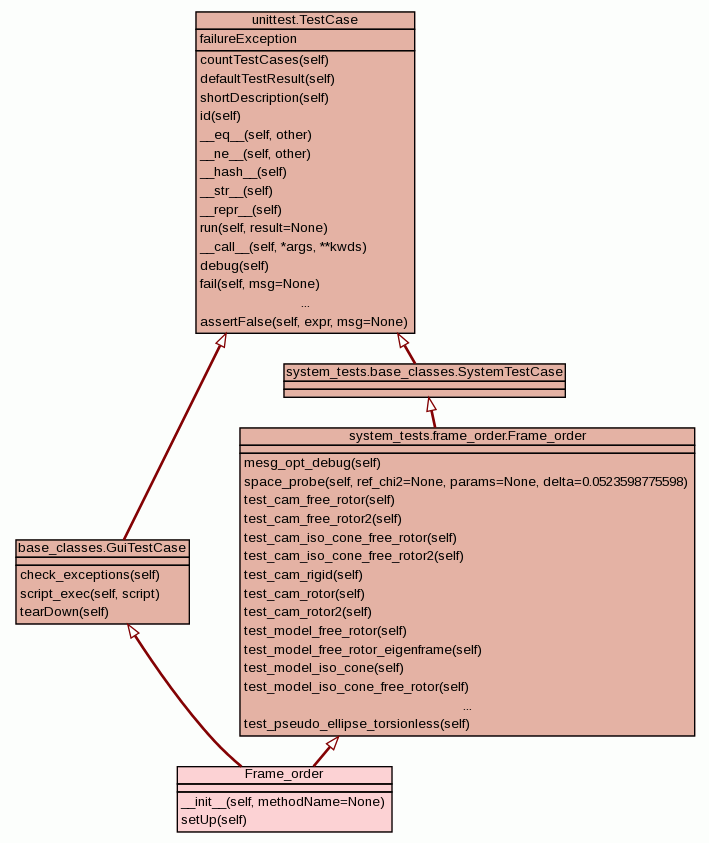 unittest.TestCase
failureException
countTestCases(self)
defaultTestResult(self)
shortDescription(self)
id(self)
__eq__(self, other)
__ne__(self, other)
__hash__(self)
__str__(self)
__repr__(self)
run(self, result=None)
__call__(self, *args, **kwds)
debug(self)
fail(self, msg=None)
...
assertFalse(self, expr, msg=None)
system_tests.base_classes.SystemTestCase
system_tests.frame_order.Frame_order
mesg_opt_debug(self)
space_probe(self, ref_chi2=None, params=None, delta=0.0523598775598)
test_cam_free_rotor(self)
test_cam_free_rotor2(self)
test_cam_iso_cone_free_rotor(self)
test_cam_iso_cone_free_rotor2(self)
test_cam_rigid(self)
test_cam_rotor(self)
test_cam_rotor2(self)
test_model_free_rotor(self)
test_model_free_rotor_eigenframe(self)
test_model_iso_cone(self)
test_model_iso_cone_free_rotor(self)
...
test_pseudo_ellipse_torsionless(self)
base_classes.GuiTestCase
check_exceptions(self)
script_exec(self, script)
tearDown(self)
Frame_order
__init__(self, methodName=None)
setUp(self)